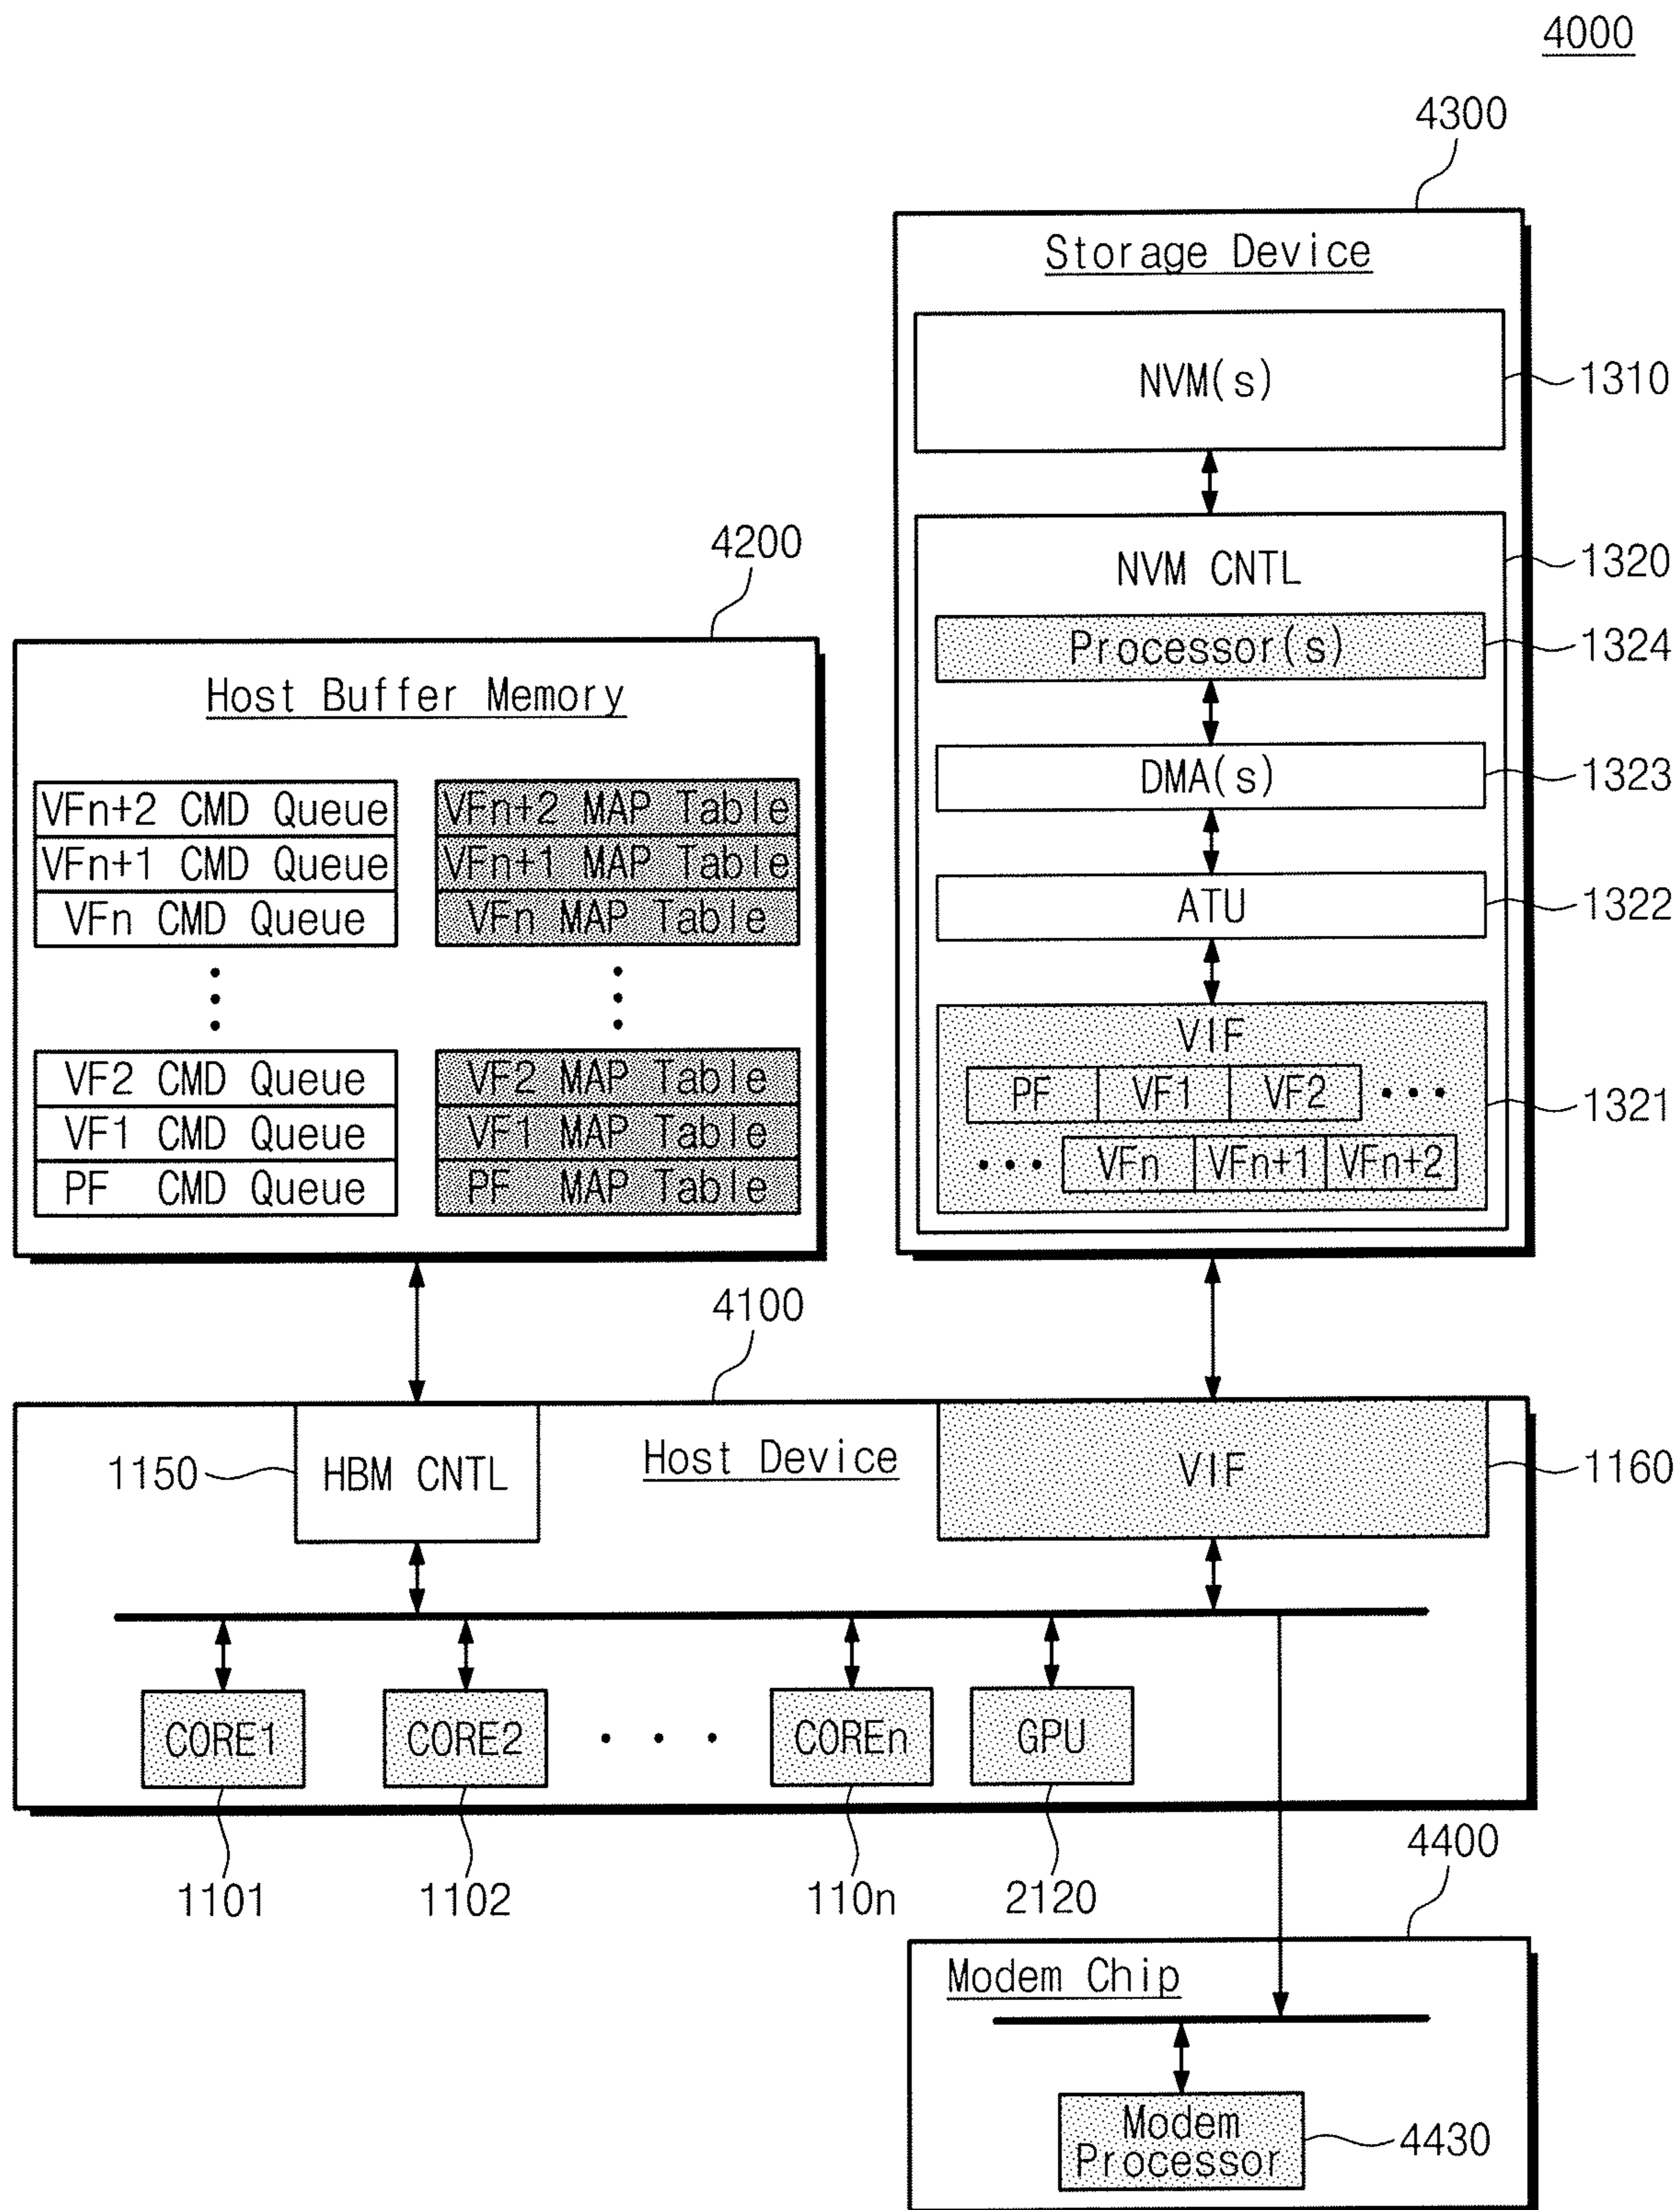 4000
4300
Storage Device
NVM(s)
1310
4200
NVM CNTL
1320
Processor(s)
1324
Host Buffer Memory
DMA(s)
1323
VFn+2 CMD Queue
VFn+2 MAP Table
VFn+1 CMD Queue
VFn+1 MAP Table
VFn CMD Queue
VFn MAP Table
ATU
1322
VIF
VF2 CMD Queue
VF2 MAP Table
PF VF1 VF2
1321
VF1 CMD Queue
VF1 MAP Table
VFn VFn+1 VFn+2
PF CMD Queue
PF MAP Table
4100
1150
HBM CNTL
Host Device
VIF
1160
CORE1
CORE2
COREn
GPU
1101
1102
110n
2120
4400
Modem Chip
Modem
Processor
4430